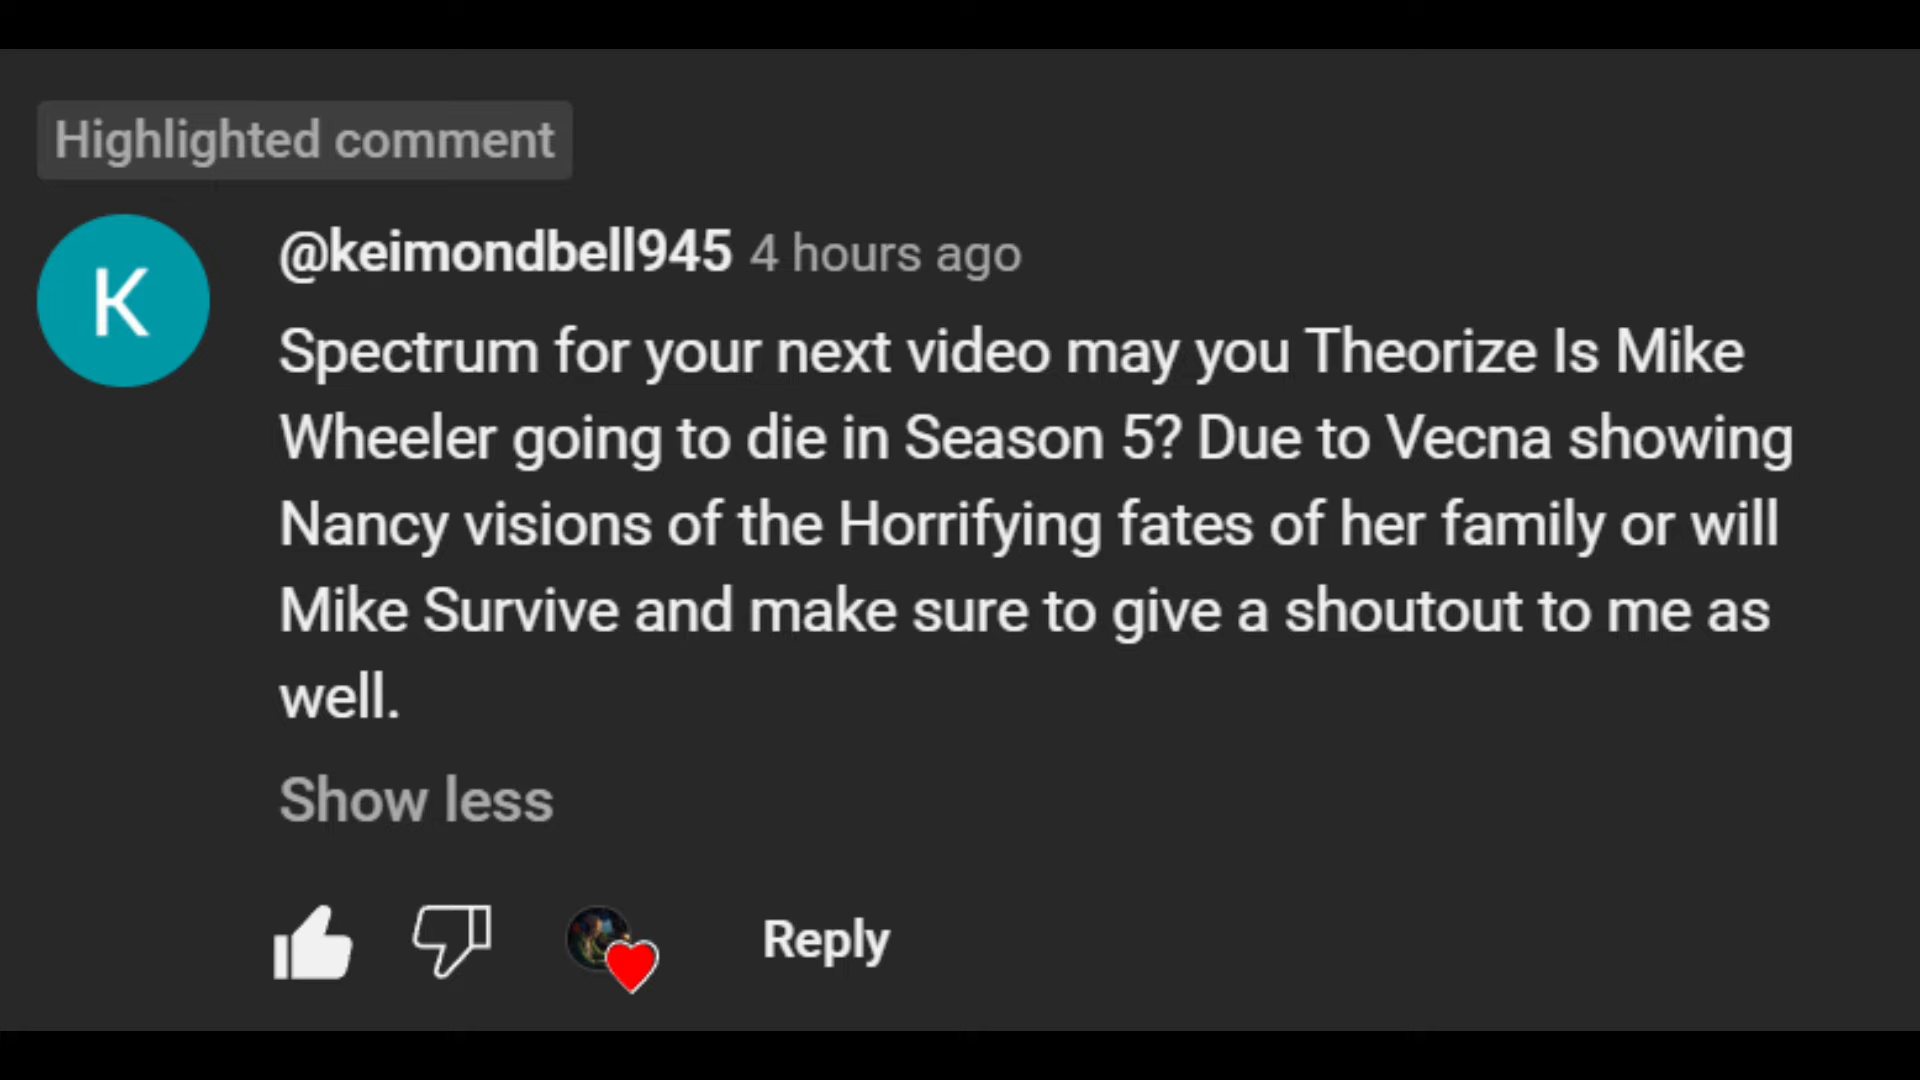 Highlighted comment
K
@keimondbell945 4 hours ago
Spectrum for your next video may you Theorize Is Mike
Wheeler going to die in Season 5? Due to Vecna showing
Nancy visions of the Horrifying fates of her family or will
Mike Survive and make sure to give a shoutout to me as
well.
Show less
Reply